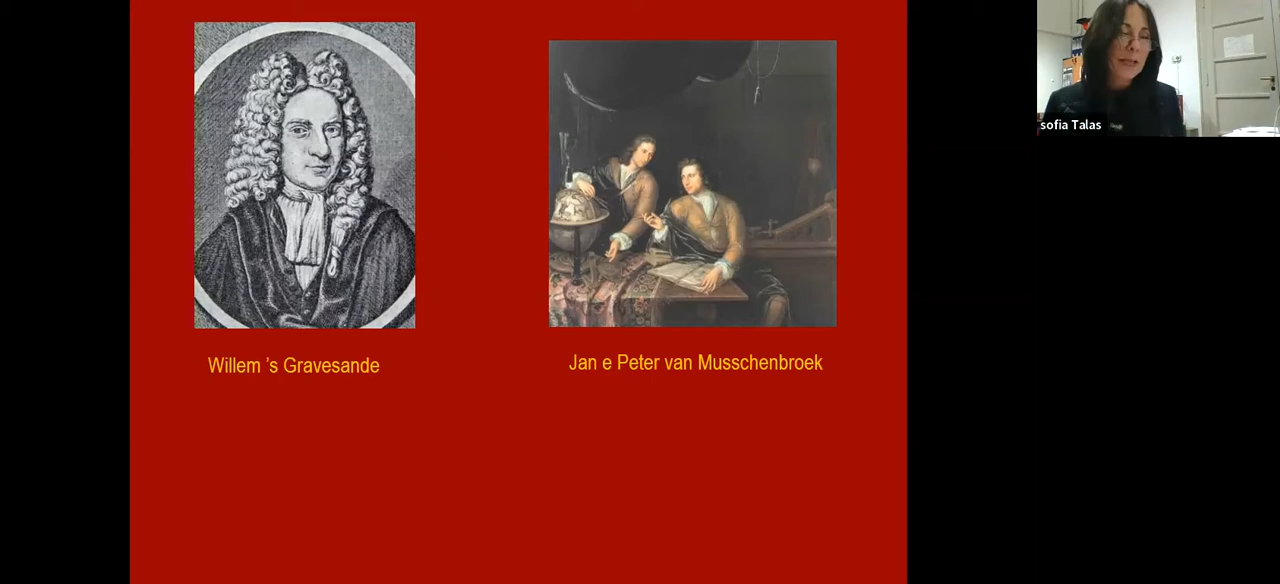 sofia Talas
Willem 's Gravesande
Jan e Peter van Musschenbroek